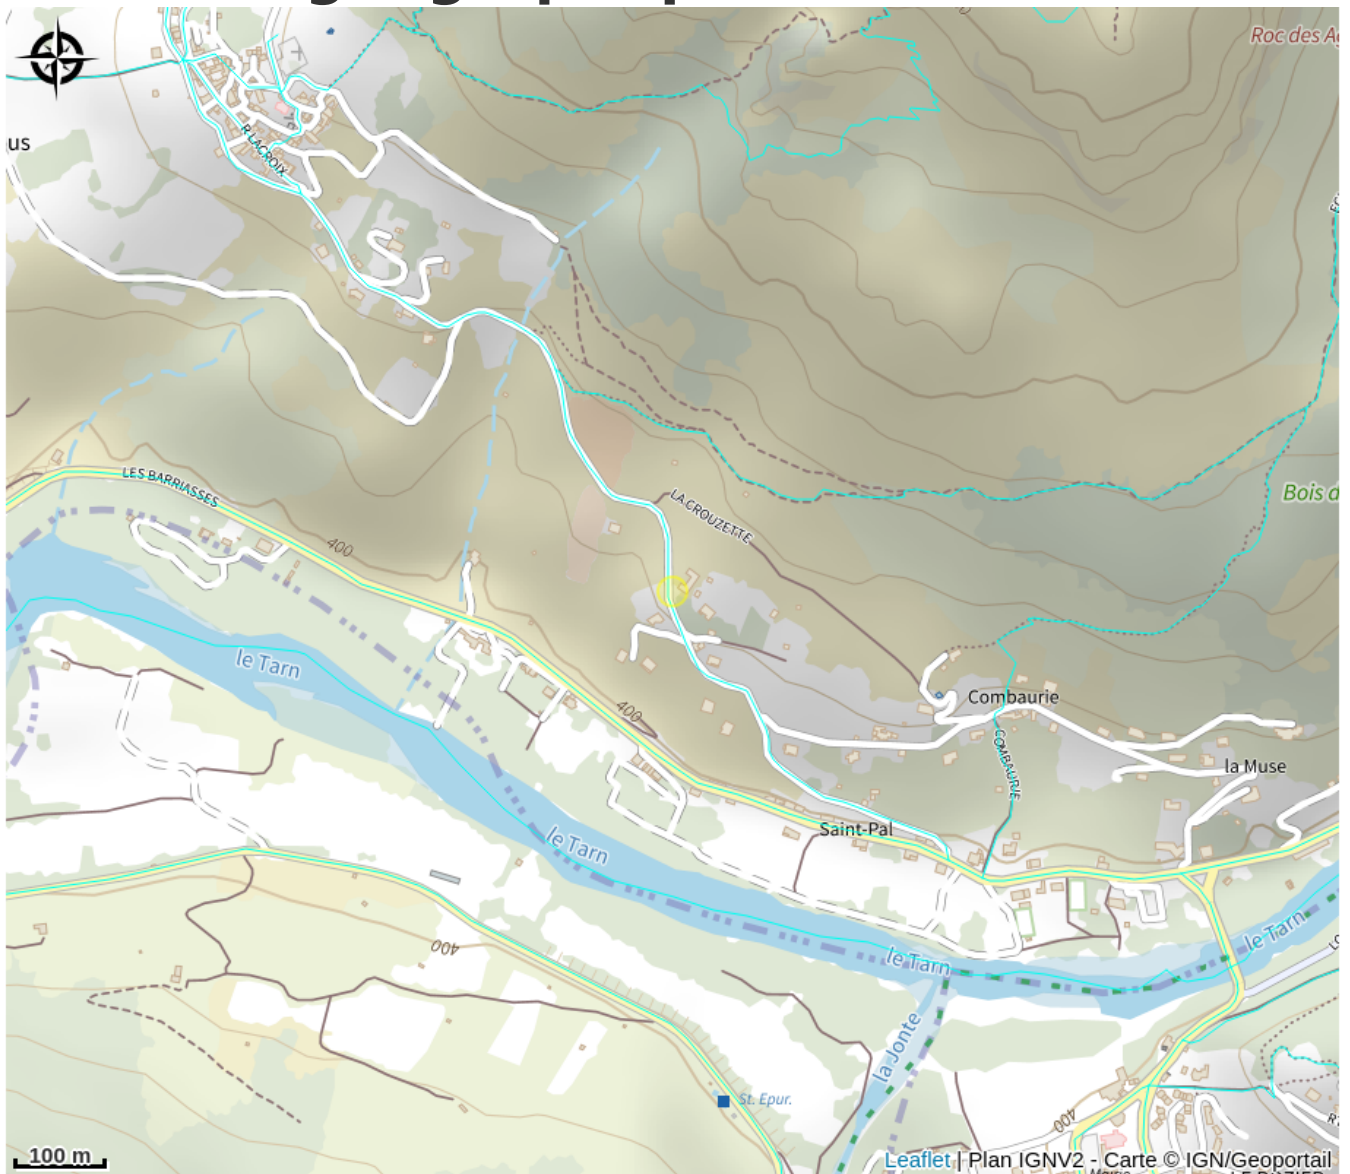 Roc des A
us
R LACROIX
LES BARRIASSES
400
LA CROUZETTE
Bois d
le Tarn
400
Combaurie
COMBAURIE
la Muse
Saint-Pal
le Tarn
le Tarn
le Tarn
400
la Jonte
St. Epur.
400
100 m
Leaflet | Plan IGNV2 - Carte © IGN/Geoportail